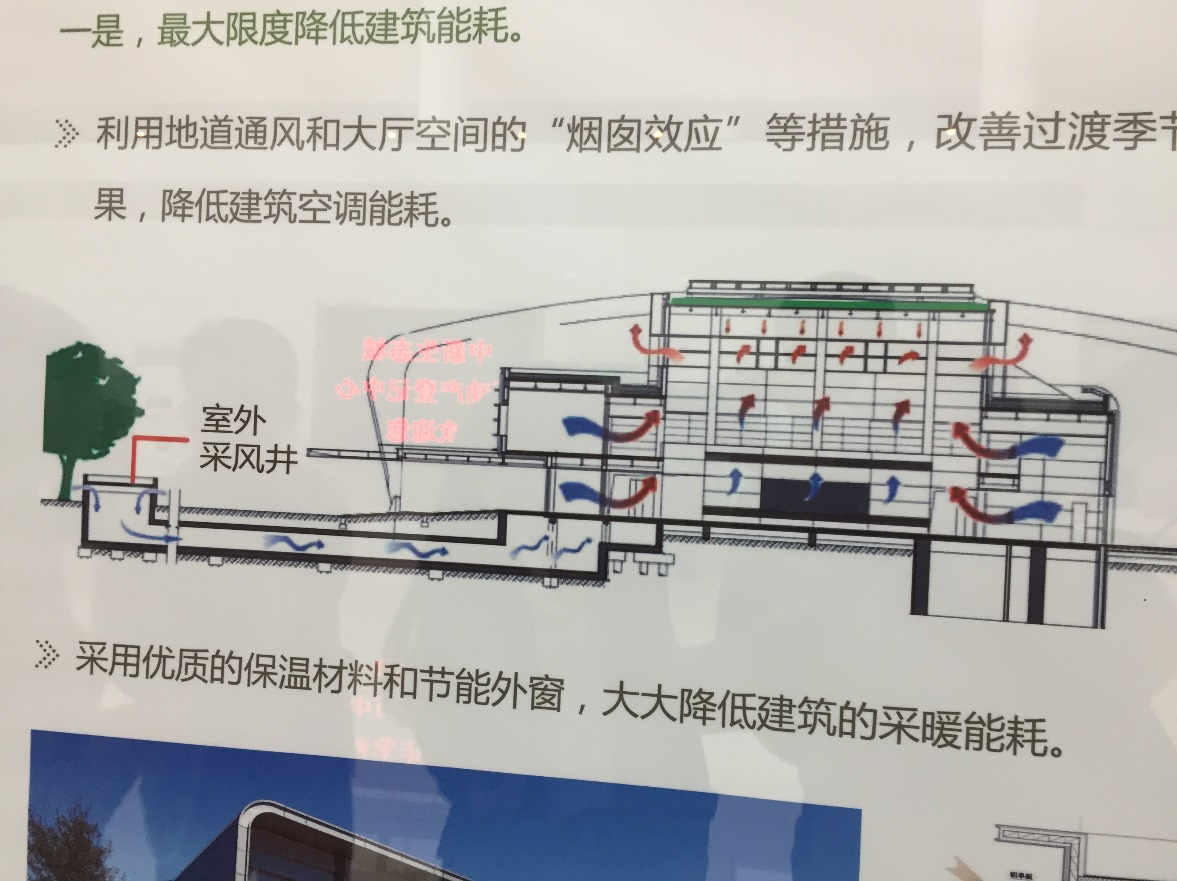 一是，最大限度降低建筑能耗。
利用地道通风和大厅空间的“烟囱效应”等措施，改善过渡季节
果，降低建筑空调能耗。
室外
采风井
采用优质的保温材料和节能外窗，大大降低建筑的采暖能耗。
铝单板